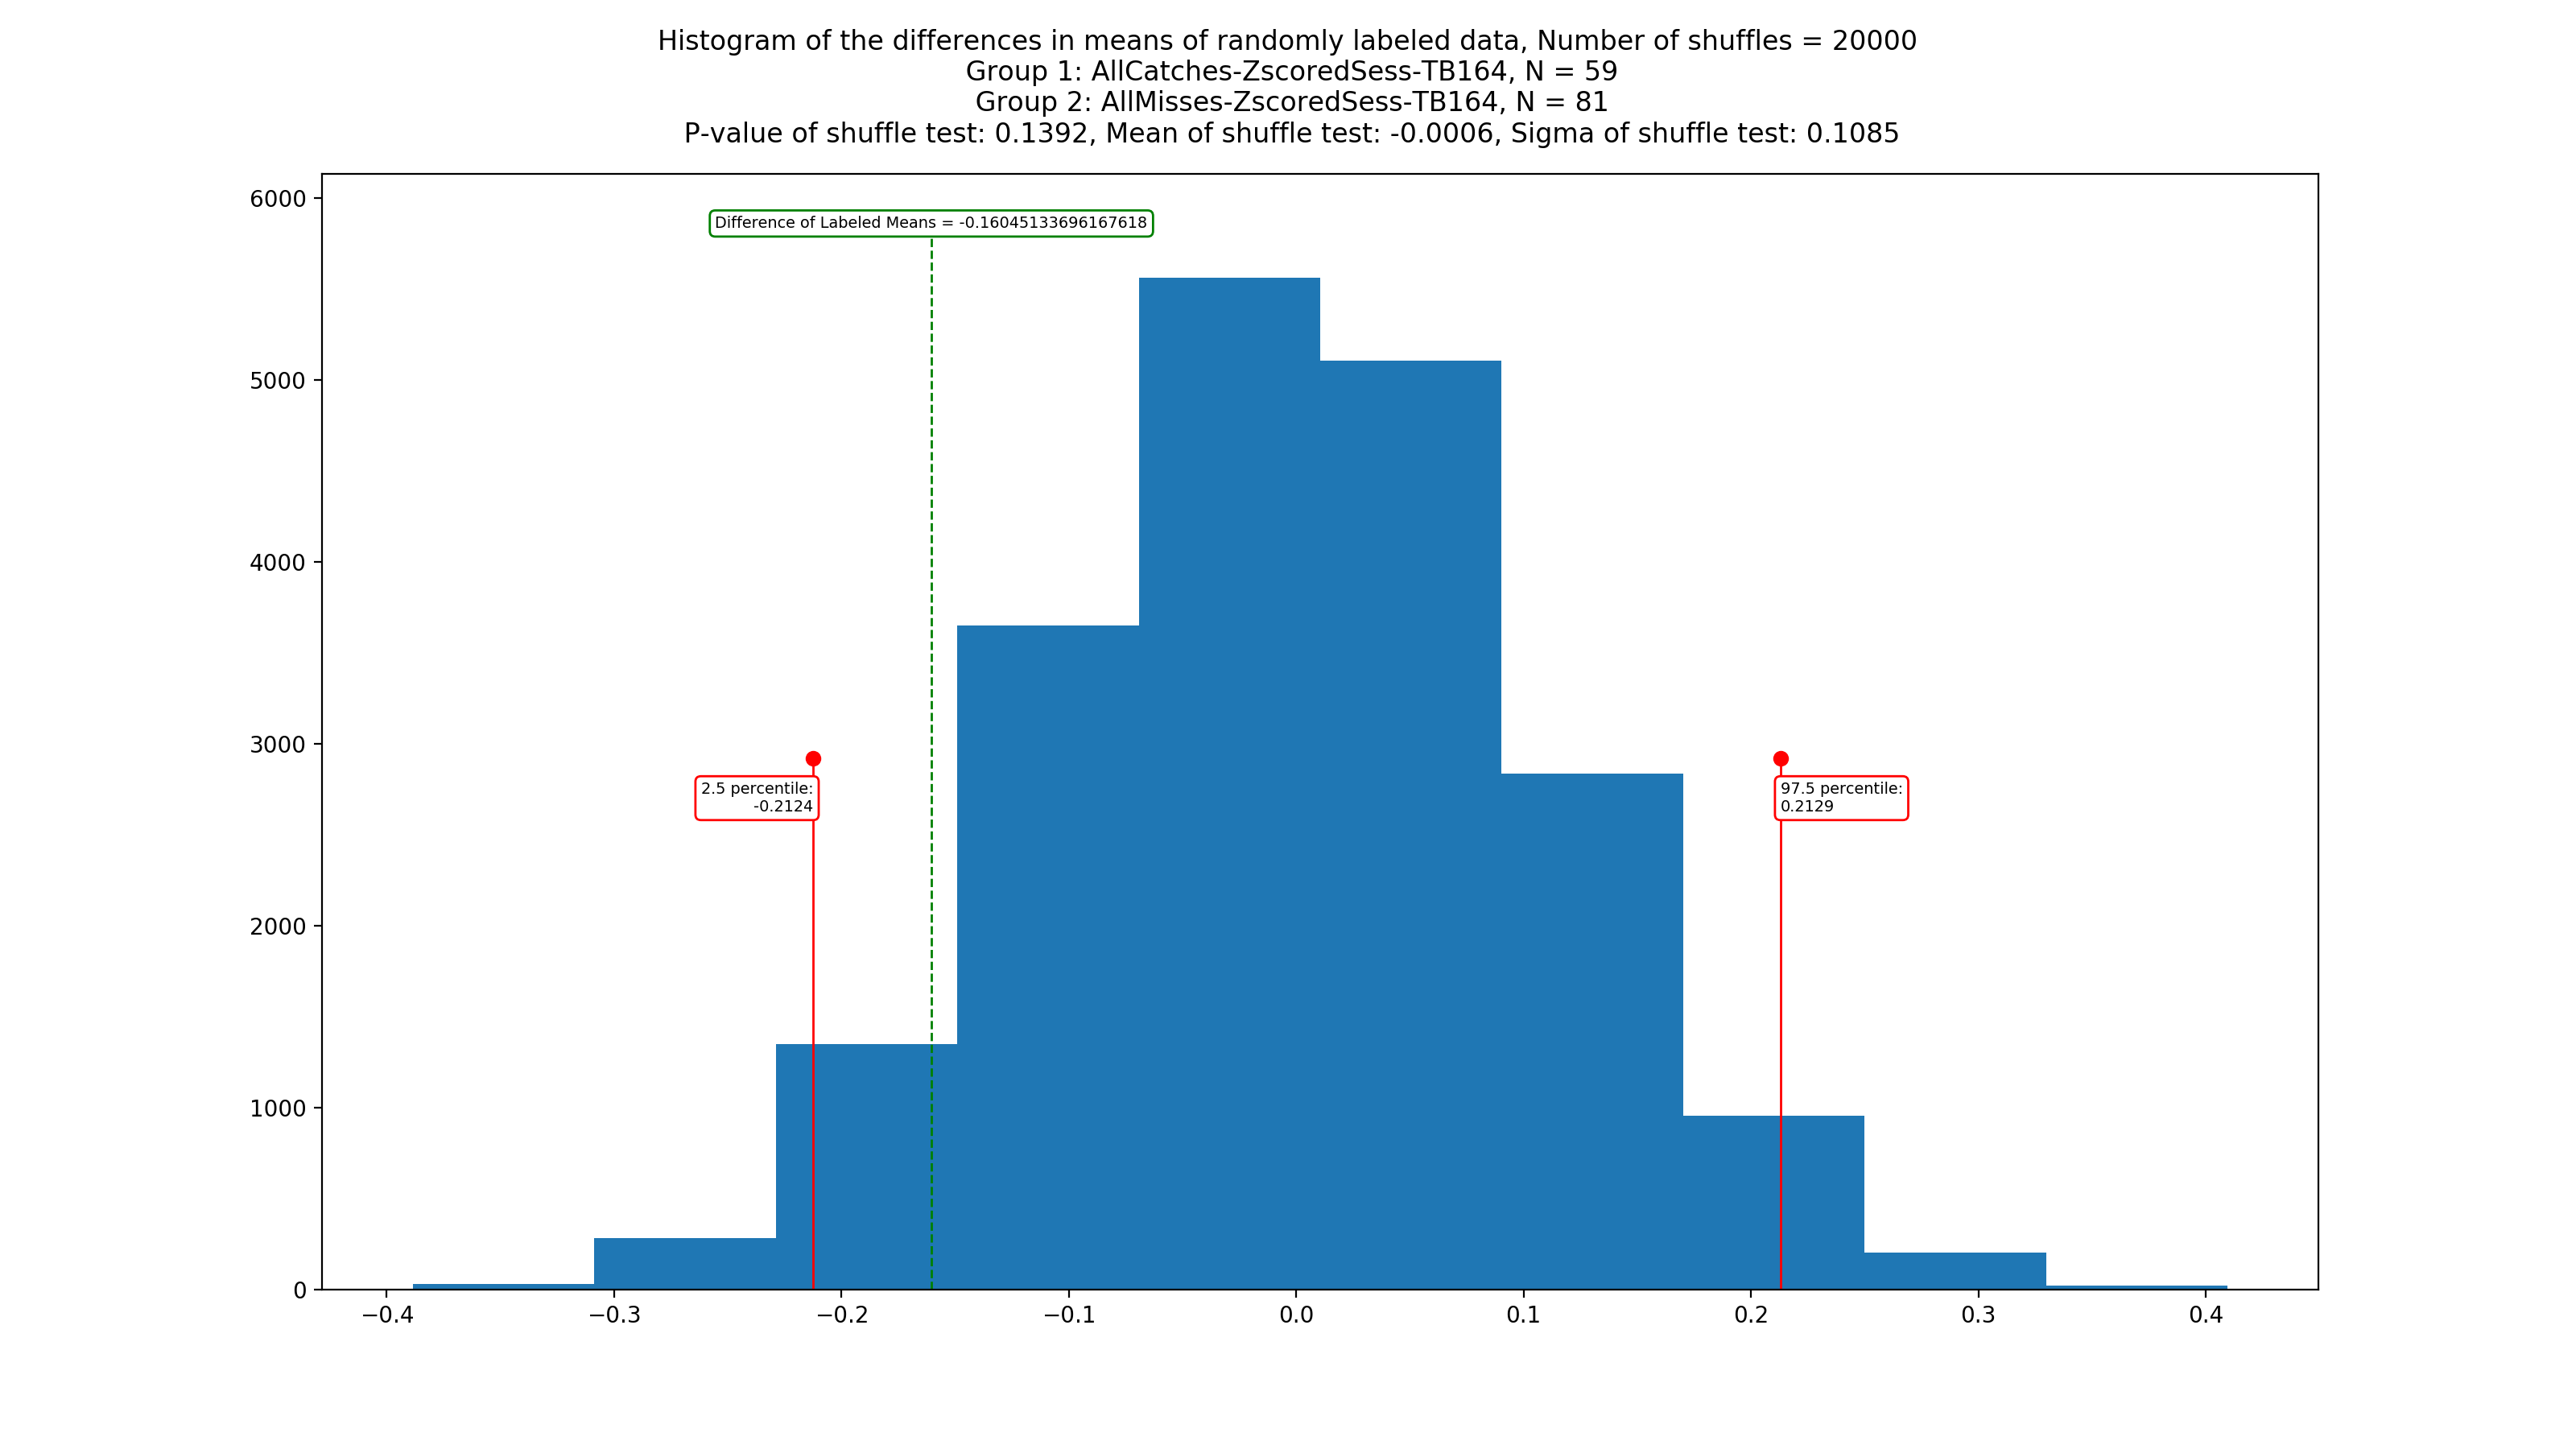 Histogram of the differences in means of randomly labeled data, Number of shuffles = 20000
Group 1: AllCatches-ZscoredSess-TB164, N = 59
Group 2: AllMisses-ZscoredSess-TB164, N = 81
P-value of shuffle test: 0.1392, Mean of shuffle test: -0.0006, Sigma of shuffle test: 0.1085
6000
Difference of Labeled Means = -0.16045133696167618
5000
4000
3000
2.5 percentile:
-0.2124
97.5 percentile:
0.2129
2000
1000
0
−0.4 −0.3 −0.2 −0.1 0.0 0.1 0.2 0.3 0.4